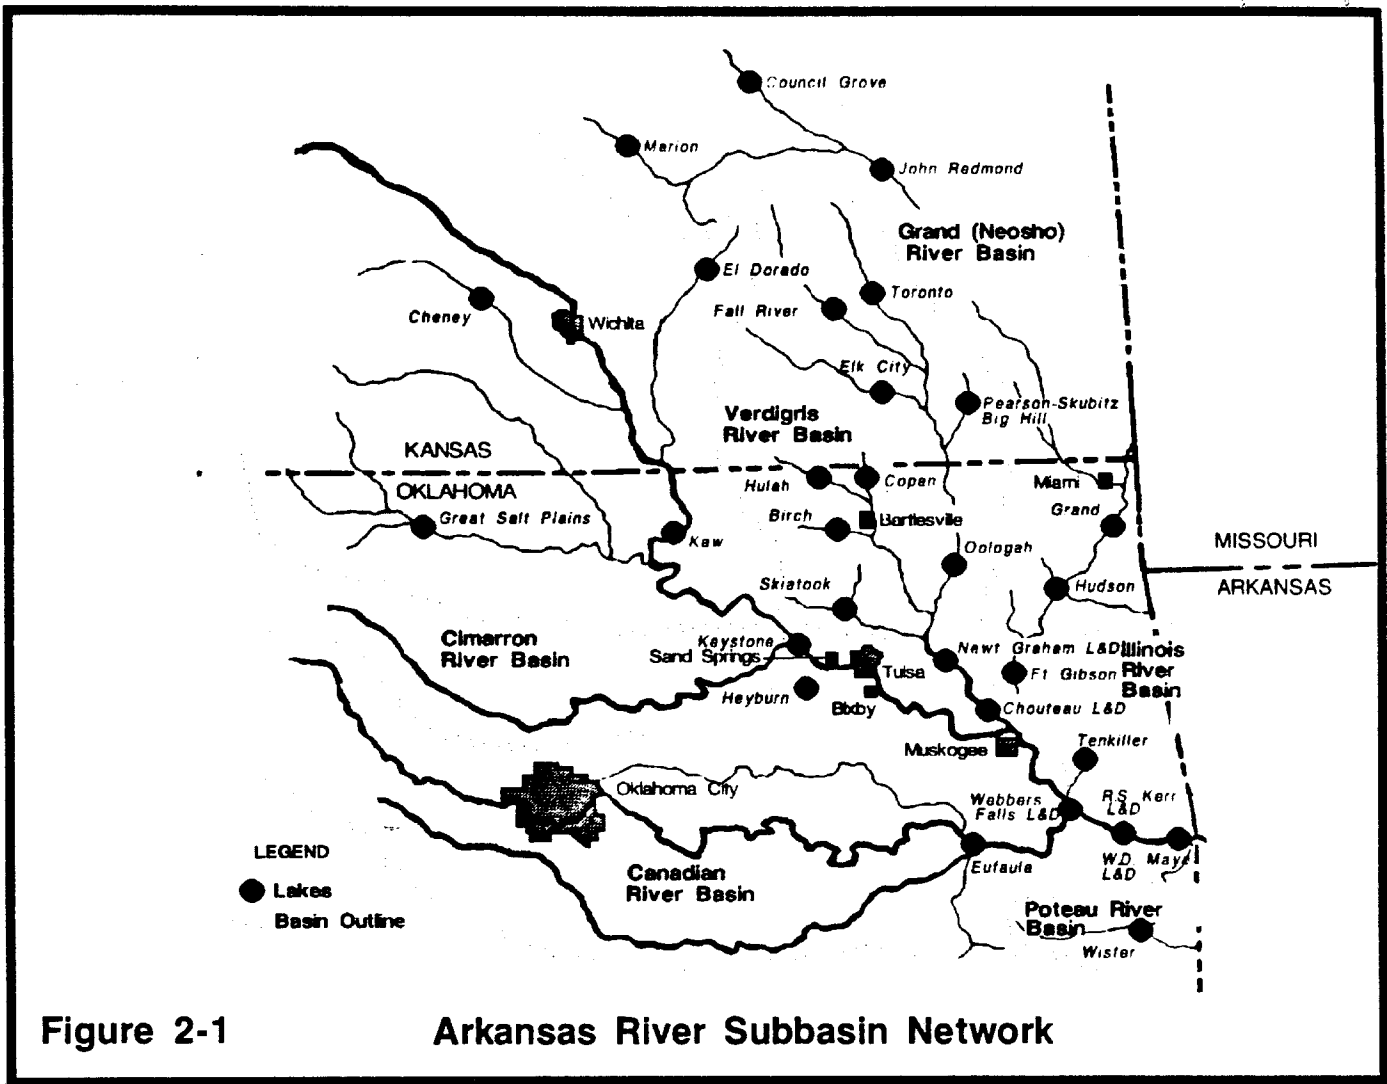 Council Grove
Marion
John Redmond
Grand (Neosho)
River Basin
El Dorado
Toronto
Fall River
Cheney
Wichita
Elk City
Pearson-Skubitz
Big Hill
Verdigris
River Basin
KANSAS
OKLAHOMA
Hulah
Copan
Miami
Great Salt Plains
Birch
Bartlesville
Grand
Kaw
Oologah
MISSOURI
ARKANSAS
Skiatook
Hudson
Cimarron
River Basin
Keystone
Sand Springs
Tulsa
Newt Graham L&D
Illinois
River
Basin
Ft Gibson
Heyburn
Bixby
Chouteau L&D
Muskogee
Tenkiller
Oklahoma City
Webbers
Falls L&D
R.S. Kerr
L&D
W.D. Mayo
L&D
Eufaula
LEGEND
Lakes
Basin Outline
Canadian
River Basin
Poteau River
Basin
Wister
Figure 2-1 Arkansas River Subbasin Network